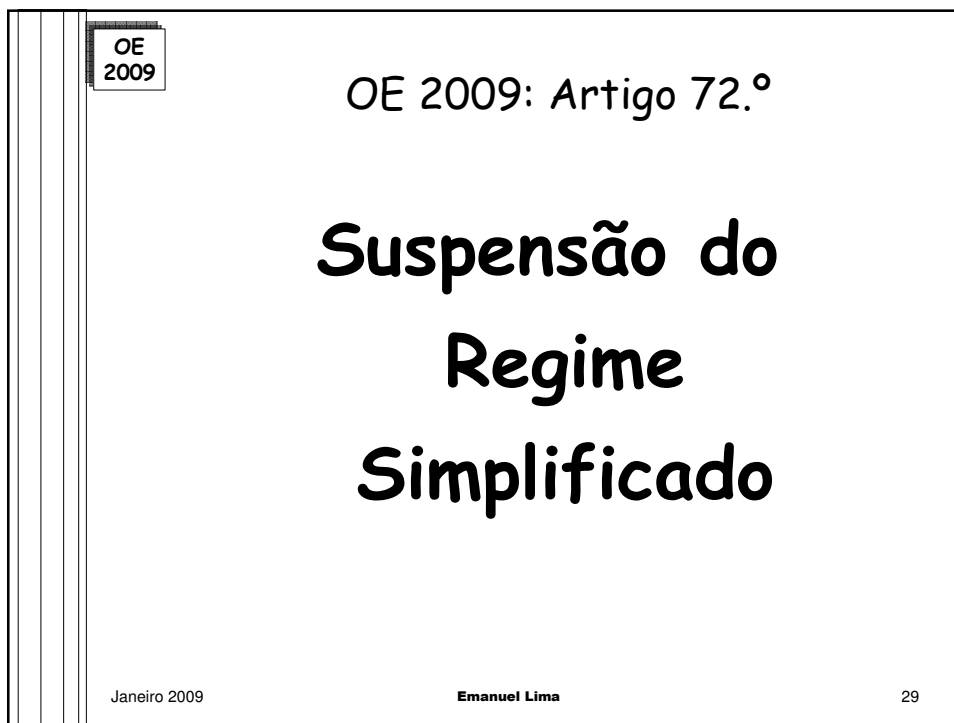 OE
2009
OE 2009: Artigo 72.º
Suspensão do
Regime
Simplificado
Janeiro 2009
Emanuel Lima
29